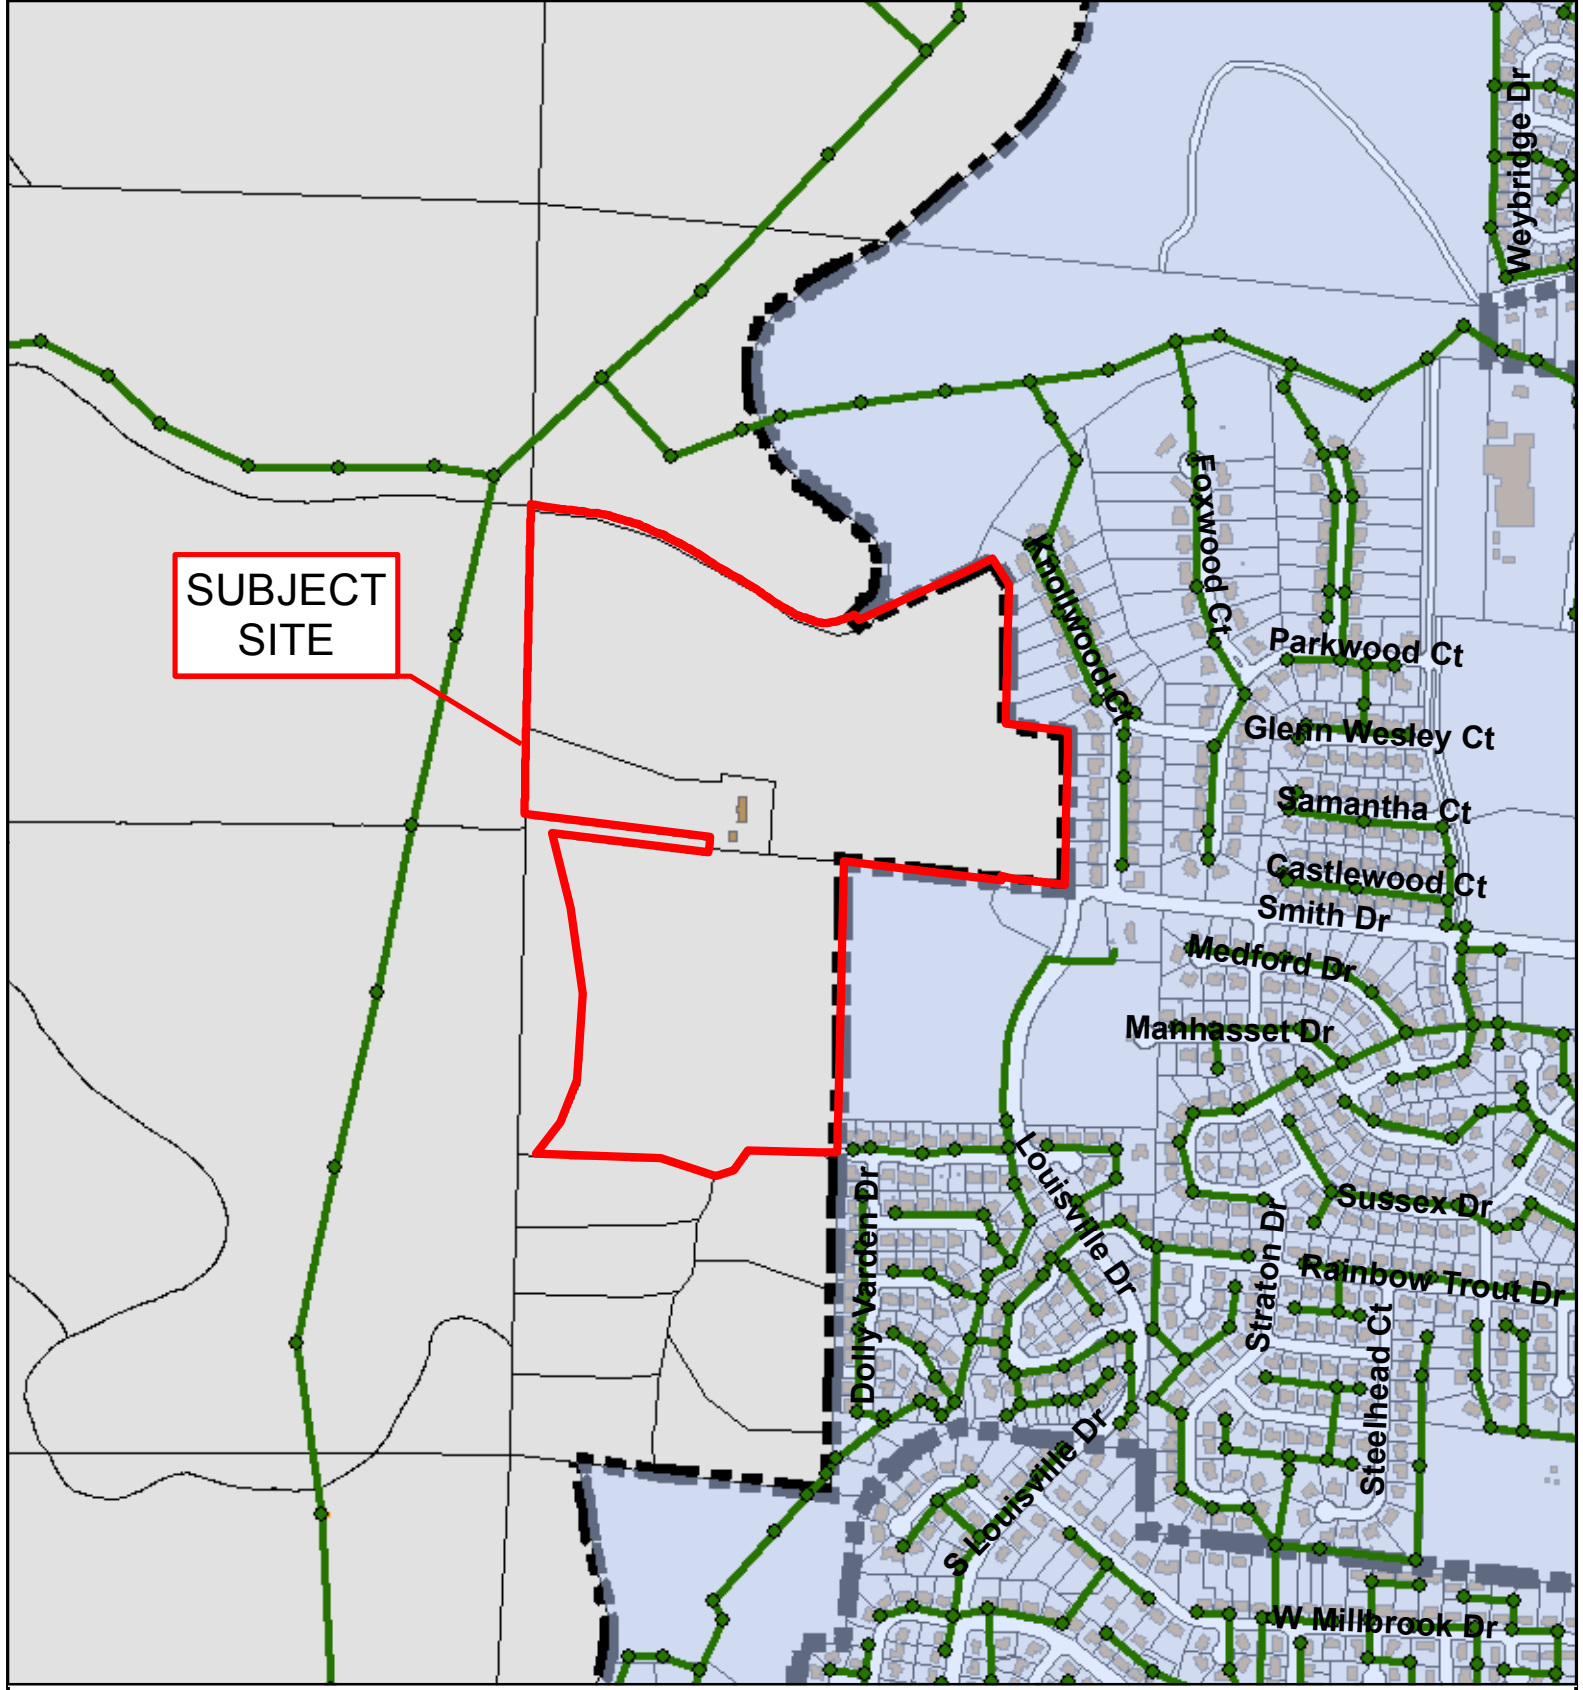 Weybridge Dr
Foxwood Ct
Knollwood Ct
SUBJECT
SITE
Parkwood Ct
Glenn Wesley Ct
Samantha Ct
Castlewood Ct
Smith Dr
Medford Dr
Manhasset Dr
Louisville Dr
Dolly Varden Dr
Sussex Dr
Straton Dr
Rainbow Trout Dr
Steelhead Ct
S Louisville Dr
W Millbrook Dr